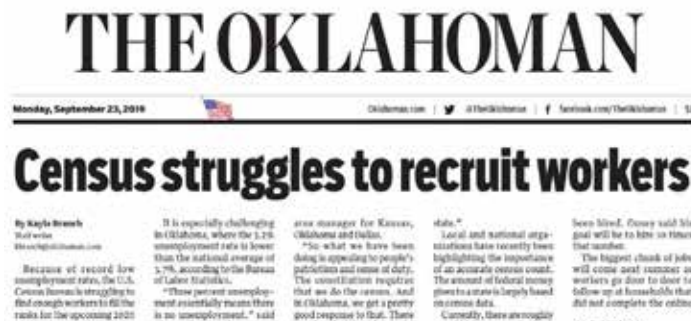 THE OKLAHOMAN
Monday, September 23, 2019
Oklahoman.com | @TheOklahoman | facebook.com/TheOklahoman
Census struggles to recruit workers
By Kayla Branch
Staff writer
kbranch@oklahoman.com
Because of record low
unemployment rates, the U.S.
Census Bureau is struggling to
find enough workers to fill the
ranks for the upcoming 2020
It is especially challenging
in Oklahoma, where the 3.2%
unemployment rate is lower
than the national average of
3.7%, according to the Bureau
of Labor Statistics.
“Three percent unemploy-
ment essentially means there
is no unemployment,” said
area manager for Kansas,
Oklahoma and Dallas.
“So what we have been
doing is appealing to people's
patriotism and sense of duty.
The constitution requires
that we do the census. And
in Oklahoma, we get a pretty
good response to that. There
state.”
Local and national orga-
nizations have recently been
highlighting the importance
of an accurate census count.
The amount of federal money
given to a state is largely based
on census data.
Currently, there are roughly
been hired. said his
goal will be to hire 10 times
that number.
The biggest chunk of jobs
will come next summer as
workers go door to door to
follow up at households that
did not complete the online